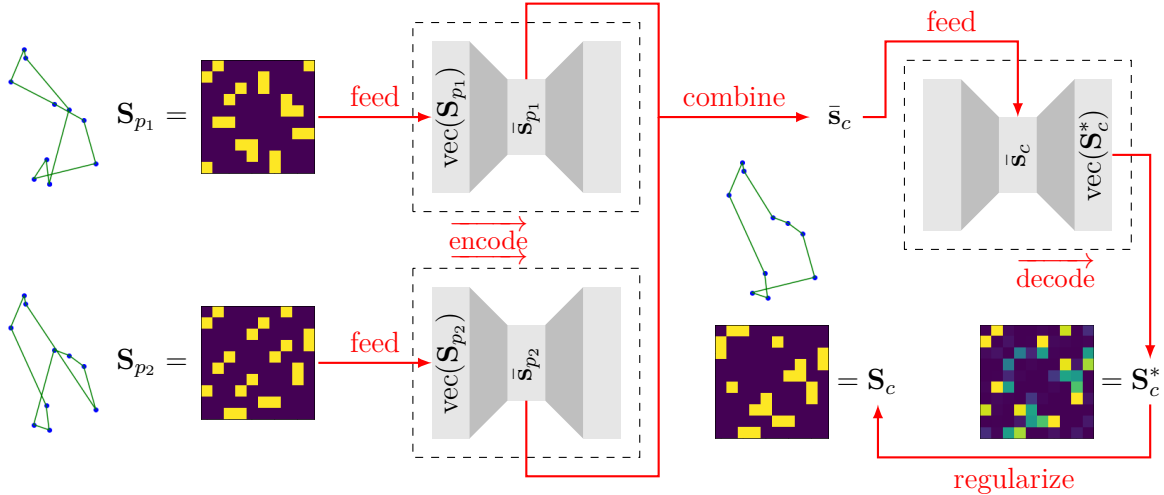 feed
S_{p_1} =
feed
vec(S_{p_1})
s̄_{p_1}
combine
s̄_c
s̄_c
vec(S_c^*)
encode
decode
S_{p_2} =
feed
vec(S_{p_2})
s̄_{p_2}
= S_c
= S_c^*
regularize